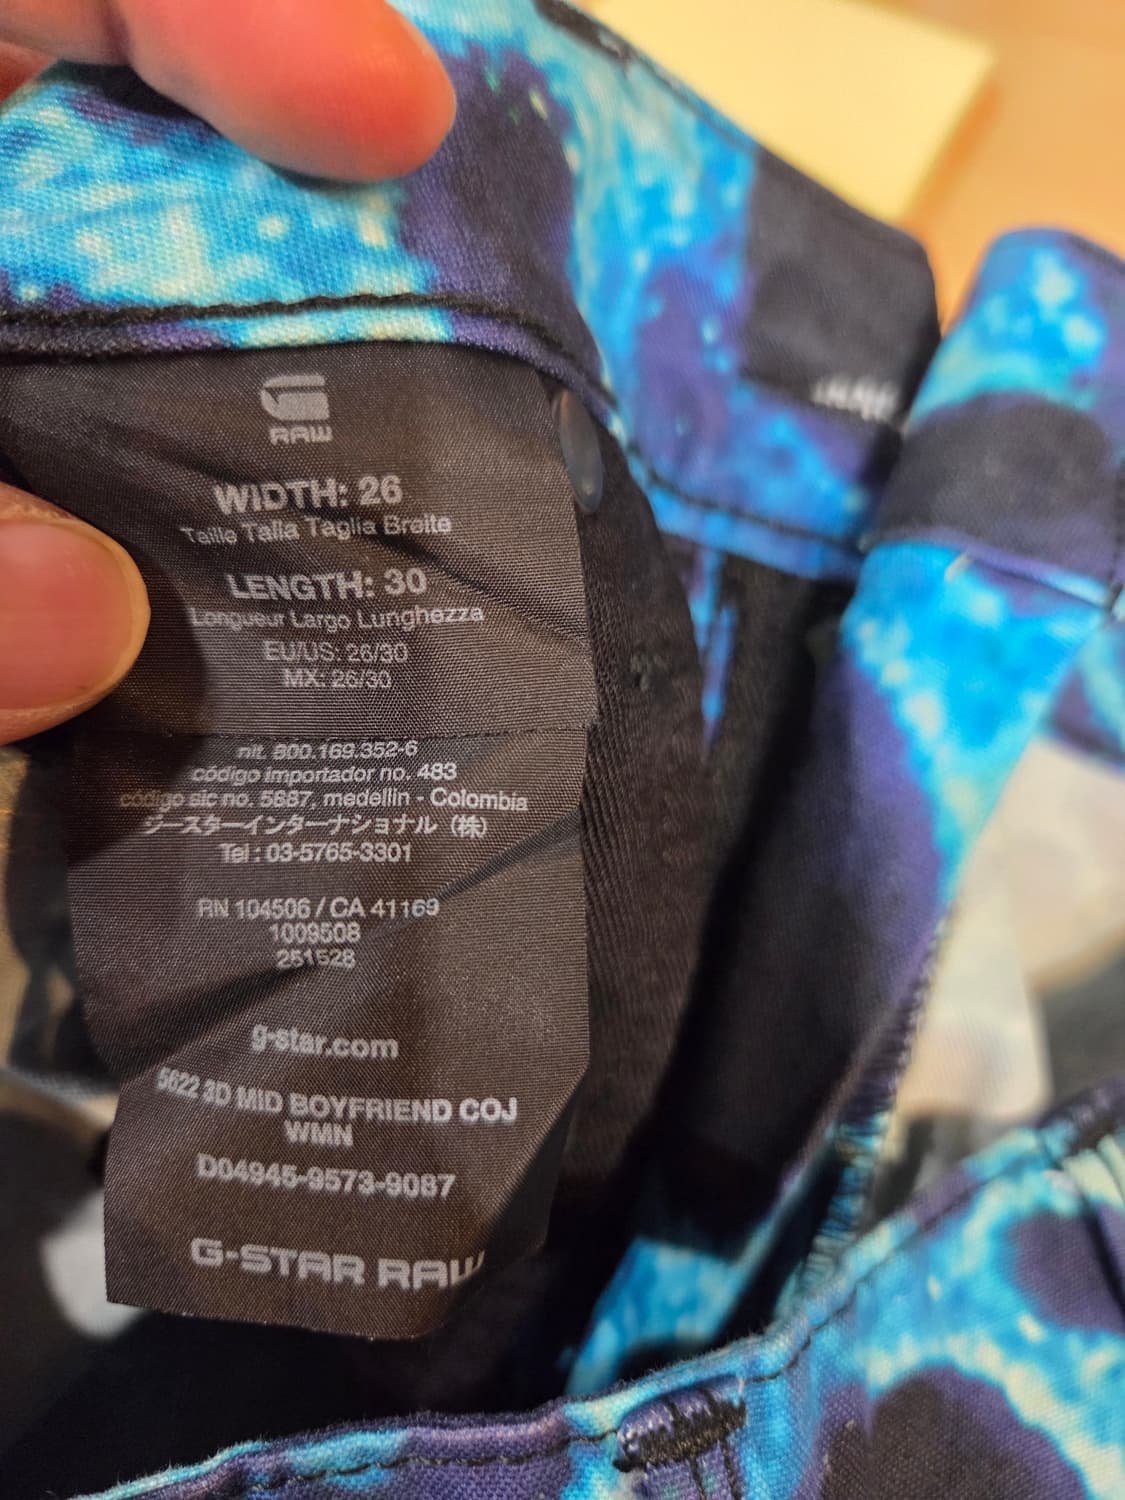 RAW
WIDTH: 26
Taille Talla Taglia Breite
LENGTH: 30
Longueur Largo Lunghezza
EU/US: 26/30
MX: 26/30
nit. 800.169.352-6
código importador no. 483
código sic no. 5887, medellin - Colombia
ジースターインターナショナル（株）
Tel : 03-5765-3301
RN 104506 / CA 41169
1009508
251528
g-star.com
5622 3D MID BOYFRIEND COJ
WMN
D04945-9573-9087
G-STAR RAW